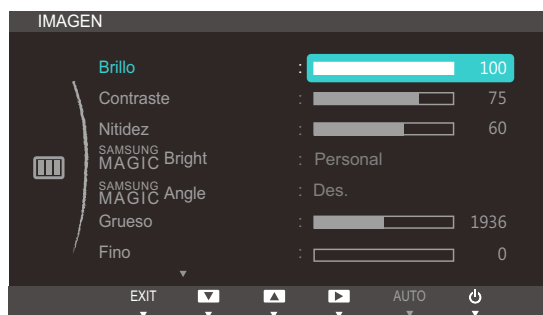 IMAGEN
Brillo : 100
Contraste : 75
Nitidez : 60
SAMSUNG MAGIC Bright : Personal
SAMSUNG MAGIC Angle : Des.
Grueso : 1936
Fino : 0
EXIT AUTO